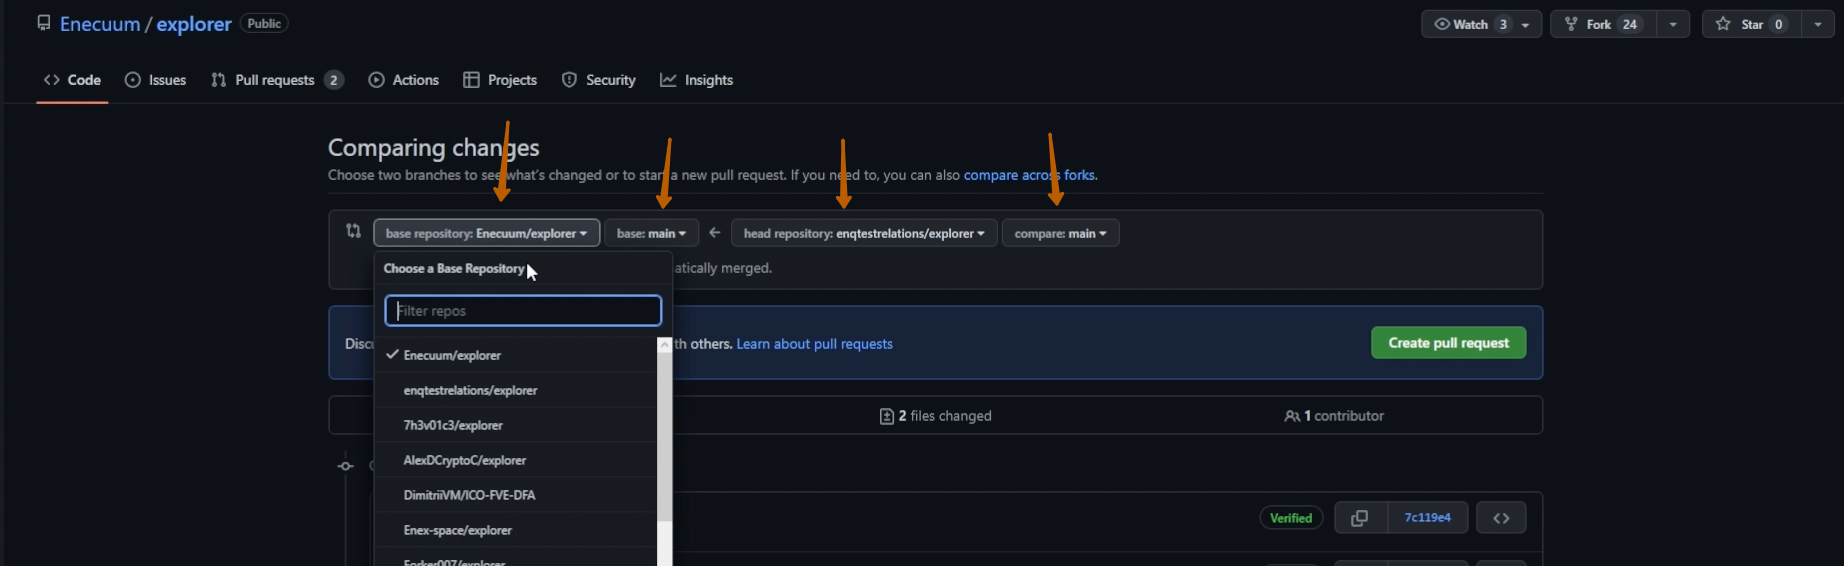 Enecuum / explorer Public
Watch 3
Fork 24
Star 0
Code
Issues
Pull requests 2
Actions
Projects
Security
Insights
Comparing changes
Choose two branches to see what's changed or to start a new pull request. If you need to, you can also compare across forks.
base repository: Enecuum/explorer base: main ← head repository: enqtestrelations/explorer compare: main
Choose a Base Repository
atically merged.
Filter repos
Disc
th others. Learn about pull requests
Create pull request
Enecuum/explorer
enqtestrelations/explorer
7h3v01c3/explorer
AlexDCryptoC/explorer
DimitriiVM/ICO-FVE-DFA
Enex-space/explorer
Forker007/explorer
2 files changed
1 contributor
Verified
7c119e4